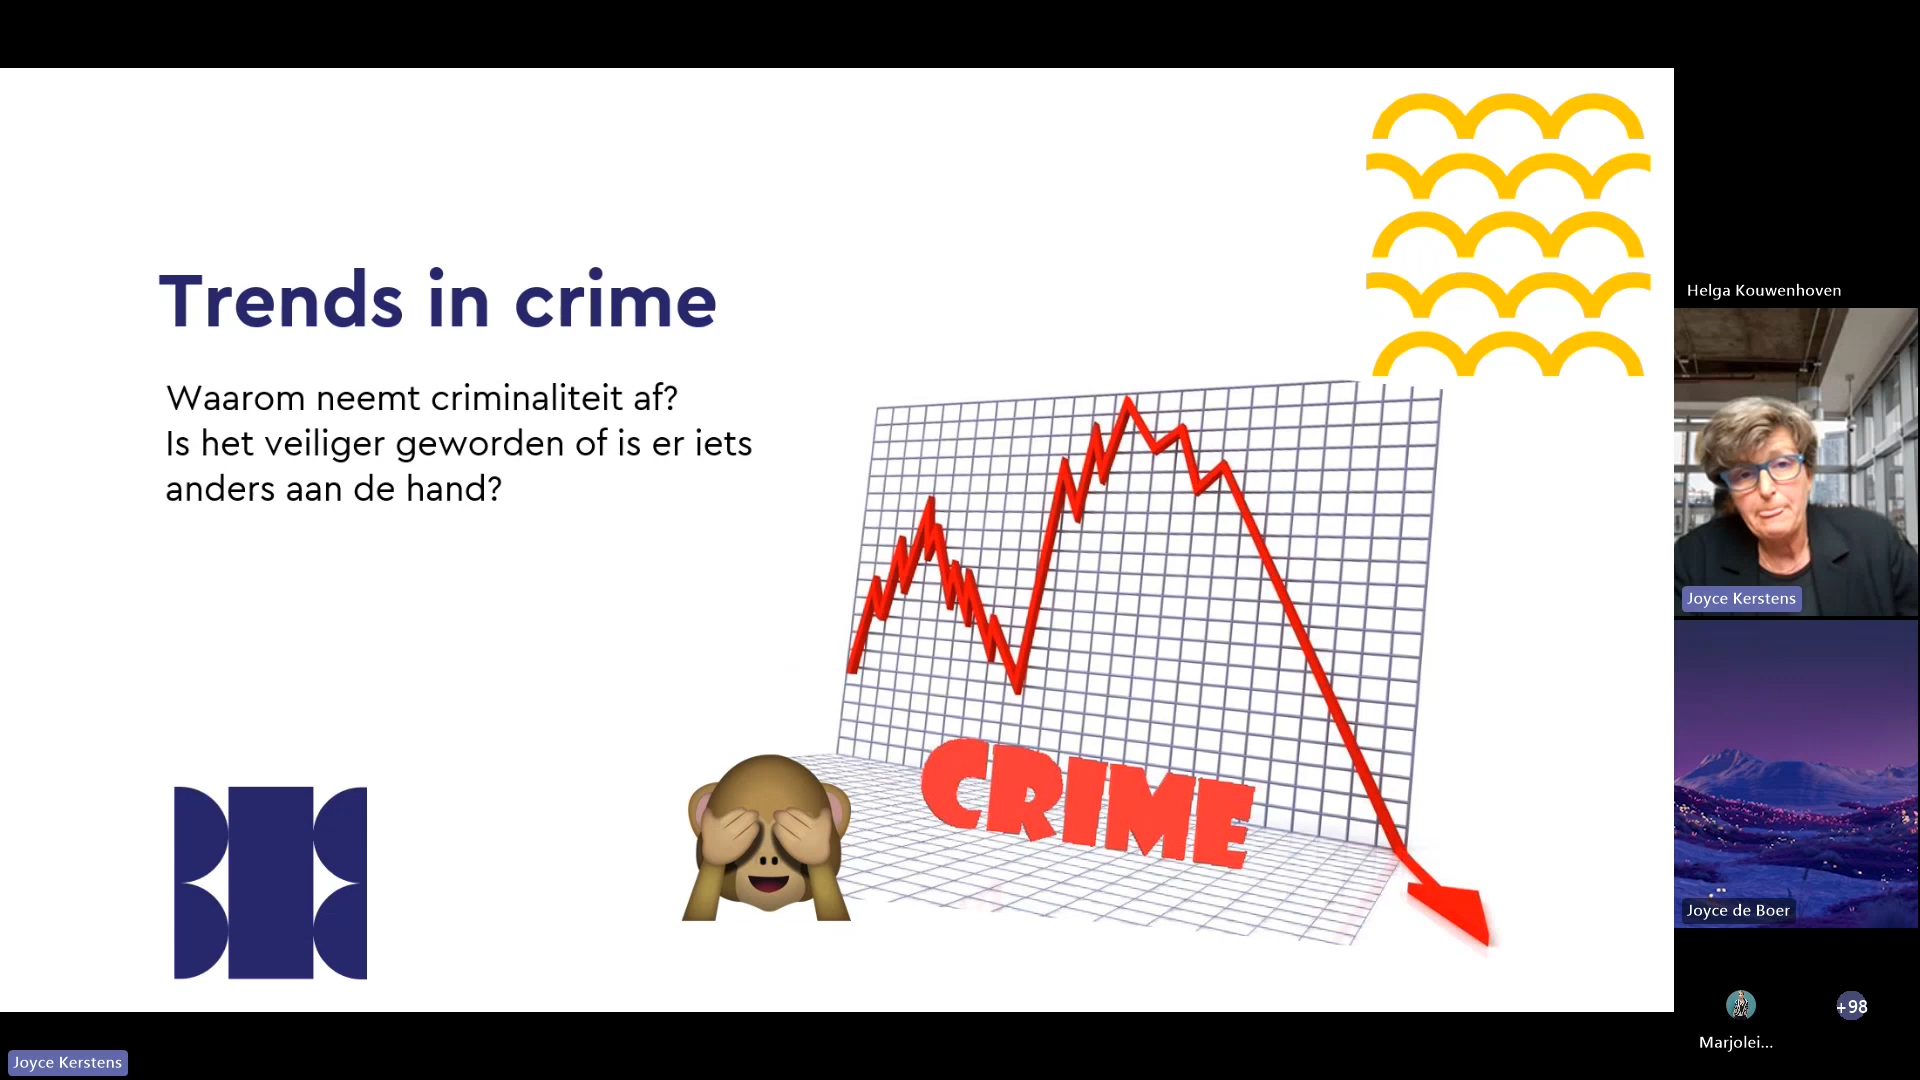 Trends in crime
Waarom neemt criminaliteit af?
Is het veiliger geworden of is er iets
anders aan de hand?
CRIME
Helga Kouwenhoven
Joyce Kerstens
Joyce de Boer
+98
Marjolei...
Joyce Kerstens